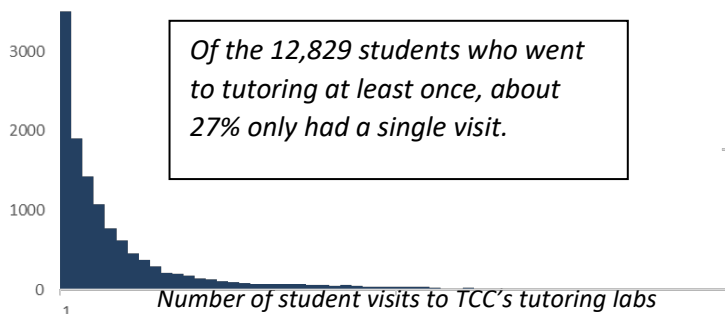 3000
Of the 12,829 students who went
to tutoring at least once, about
27% only had a single visit.
2000
1000
0
1
Number of student visits to TCC's tutoring labs